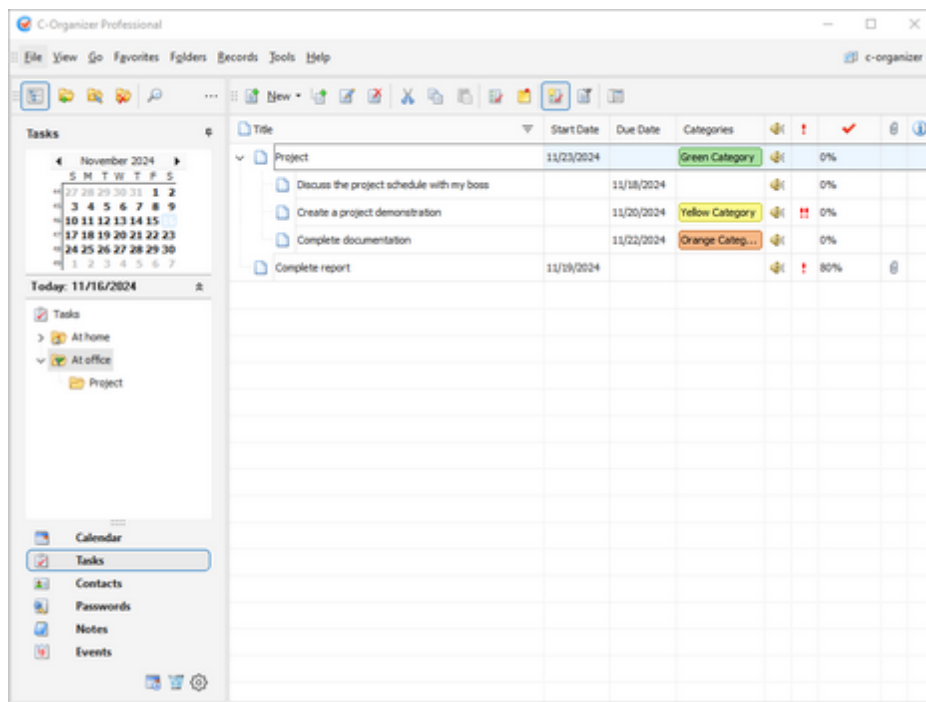 C-Organizer Professional
File View Go Favorites Folders Records Tools Help
c-organizer
New
Tasks
November 2024
S M T W T F S
27 28 29 30 31 1 2
3 4 5 6 7 8 9
10 11 12 13 14 15
17 18 19 20 21 22 23
24 25 26 27 28 29 30
1 2 3 4 5 6 7
Today: 11/16/2024
Tasks
At home
At office
Project
Calendar
Tasks
Contacts
Passwords
Notes
Events
Title Start Date Due Date Categories
Project 11/23/2024 Green Category 0%
Discuss the project schedule with my boss 11/18/2024 0%
Create a project demonstration 11/20/2024 Yellow Category 0%
Complete documentation 11/22/2024 Orange Categ... 0%
Complete report 11/19/2024 80%